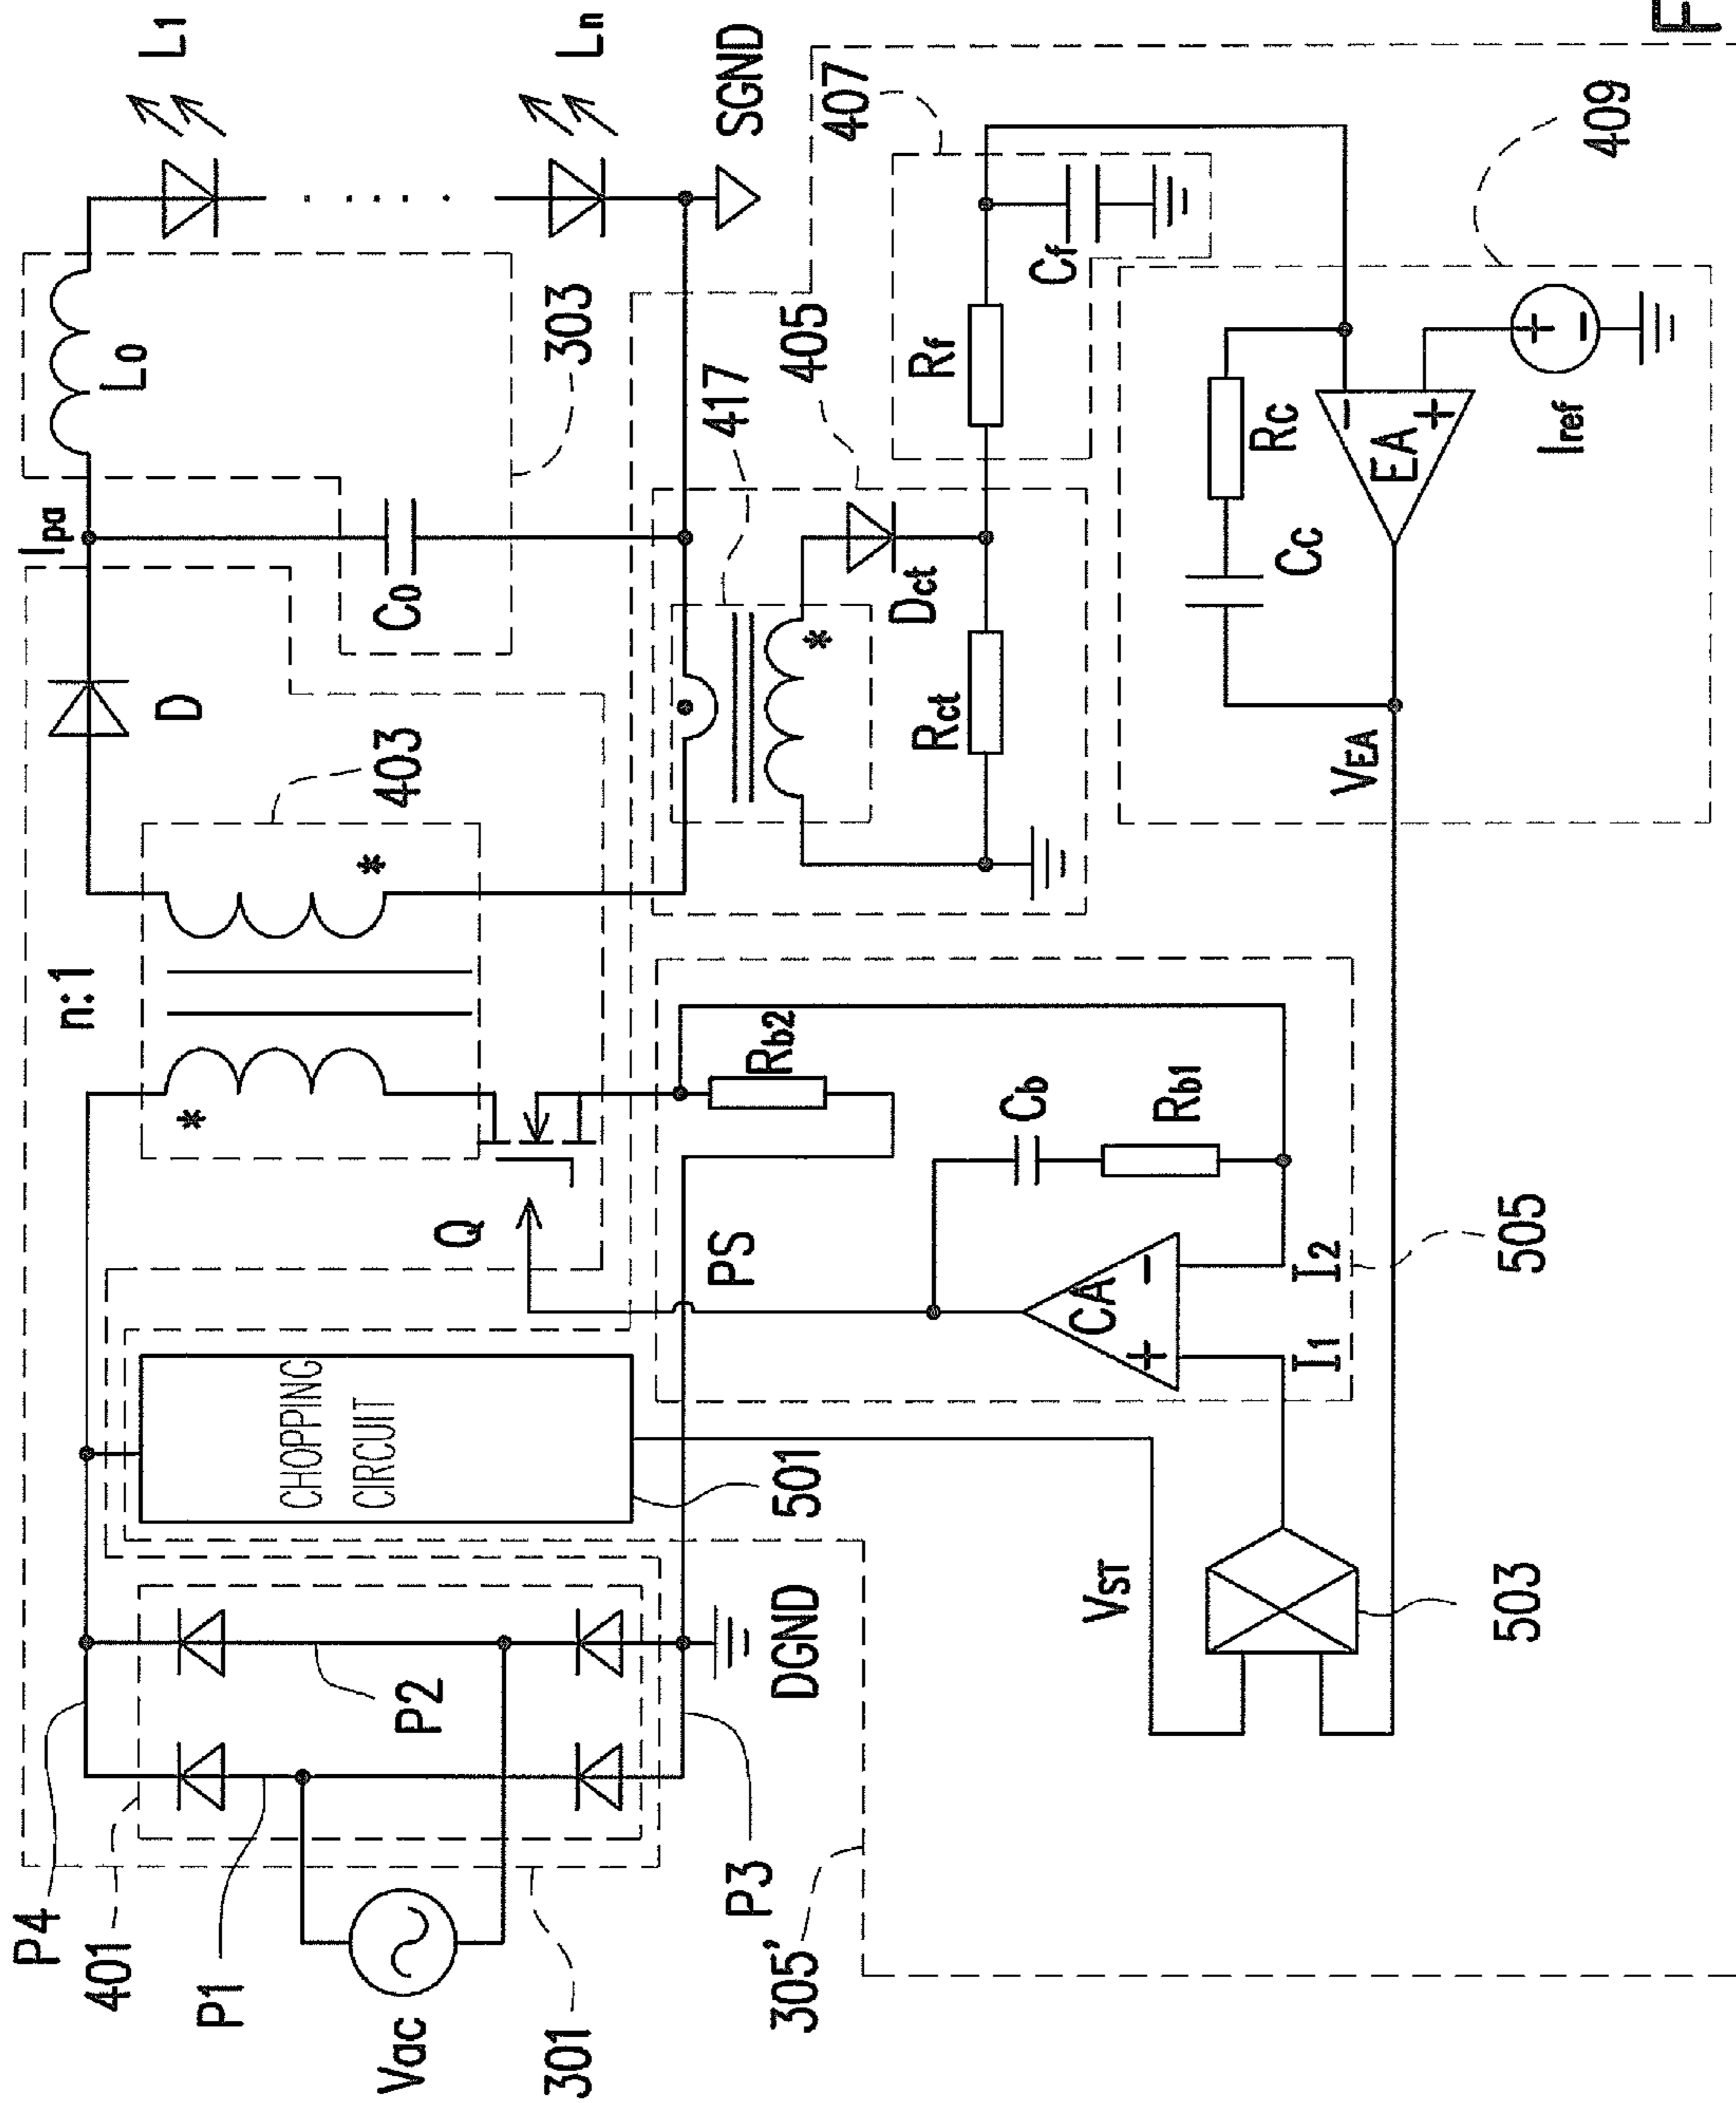 P4
401
P1
Vac
301
P2
P3
DGND
305'
CHOPPING
CIRCUIT
501
VST
503
n:1
*
*
403
Q
PS
Rb2
Cb
Rb1
CA
+
-
I1
I2
505
D
Ipa
C0
L0
303
L1
Ln
SGND
417
*
405
Dct
Rct
Rf
Cf
407
VEA
Cc
Rc
EA
-
+
Iref
+
-
409
F